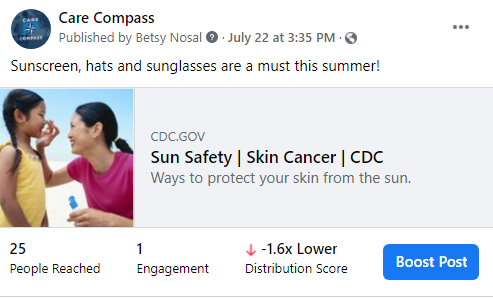 Care Compass
Published by Betsy Nosal · July 22 at 3:35 PM ·
Sunscreen, hats and sunglasses are a must this summer!
CDC.GOV
Sun Safety | Skin Cancer | CDC
Ways to protect your skin from the sun.
25
People Reached
1
Engagement
-1.6x Lower
Distribution Score
Boost Post
CARE
COMPASS